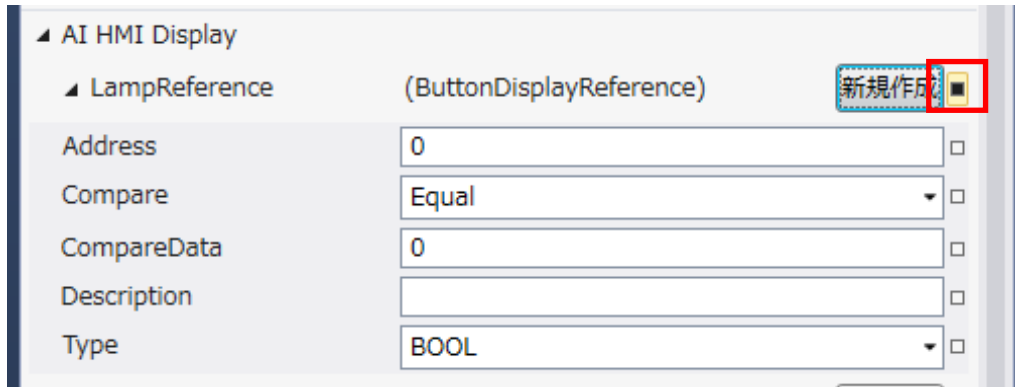 AI HMI Display
LampReference (ButtonDisplayReference) 新規作成
Address 0
Compare Equal
CompareData 0
Description
Type BOOL